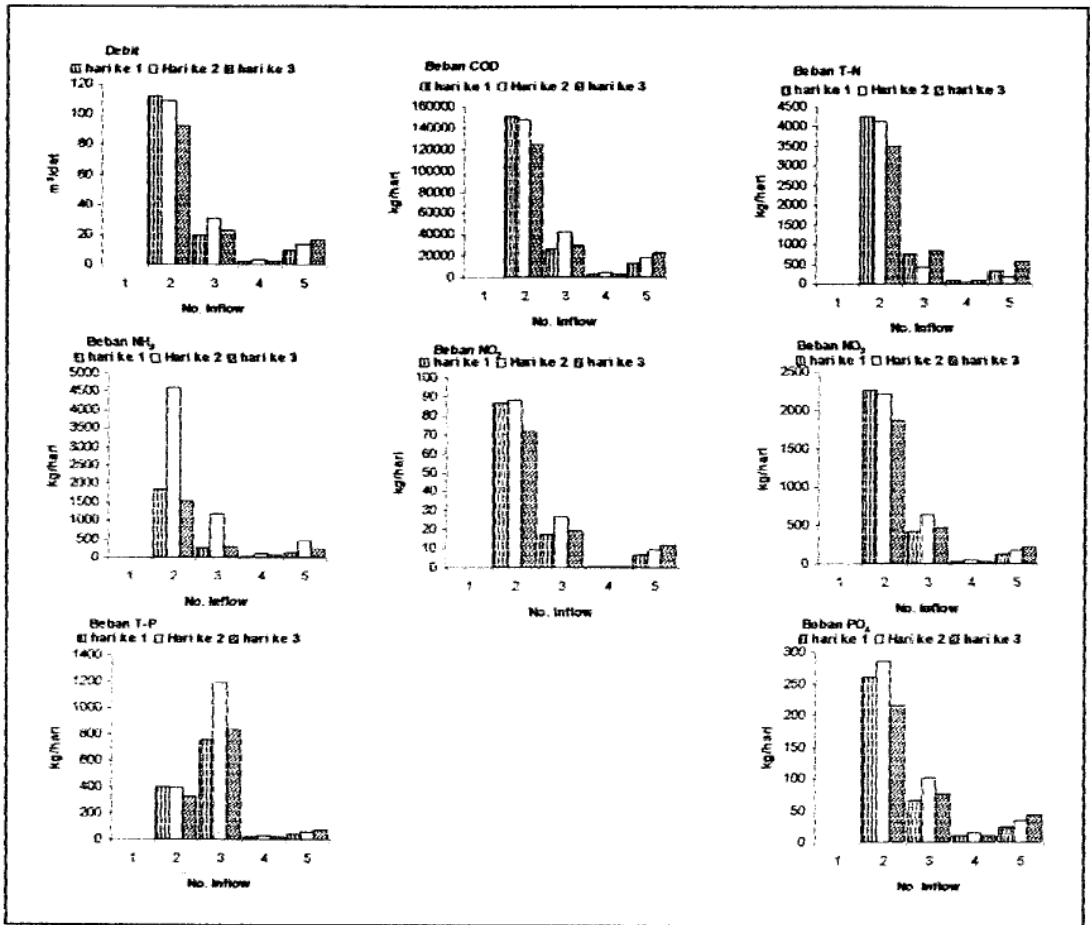 Debit
hari ke 1 Hari ke 2 hari ke 3
120
100
80
60
40
20
0
m³/det
1 2 3 4 5
No. Inflow
Beban COD
hari ke 1 Hari ke 2 hari ke 3
160000
140000
120000
100000
80000
60000
40000
20000
0
kg/hari
1 2 3 4 5
No. Inflow
Beban T-N
hari ke 1 Hari ke 2 hari ke 3
4500
4000
3500
3000
2500
2000
1500
1000
500
0
kg/hari
1 2 3 4 5
No. Inflow
Beban NH₃
hari ke 1 Hari ke 2 hari ke 3
5000
4500
4000
3500
3000
2500
2000
1500
1000
500
0
kg/hari
1 2 3 4 5
No. Inflow
Beban NO₂
hari ke 1 Hari ke 2 hari ke 3
100
90
80
70
60
50
40
30
20
10
0
kg/hari
1 2 3 4 5
No. Inflow
Beban NO₃
hari ke 1 Hari ke 2 hari ke 3
2500
2000
1500
1000
500
0
kg/hari
1 2 3 4 5
No. Inflow
Beban T-P
hari ke 1 Hari ke 2 hari ke 3
1400
1200
1000
800
600
400
200
0
kg/hari
1 2 3 4 5
No. Inflow
Beban PO₄
hari ke 1 Hari ke 2 hari ke 3
300
250
200
150
100
50
0
kg/hari
1 2 3 4 5
No. Inflow